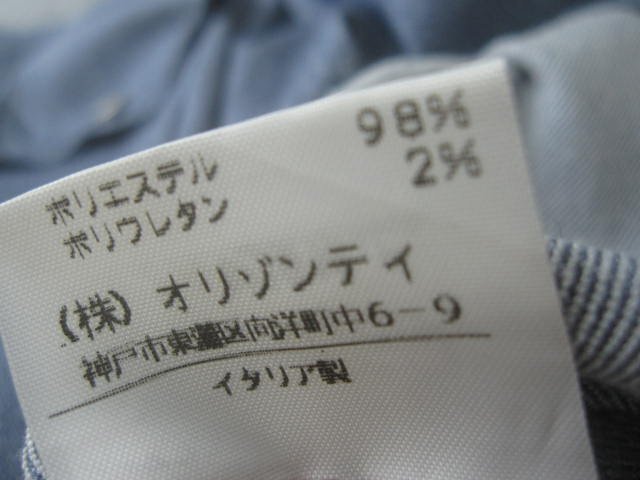 ポリエステル 98%
ポリウレタン 2%
(株)オリゾンティ
神戸市東灘区向洋町中6-9
イタリア製